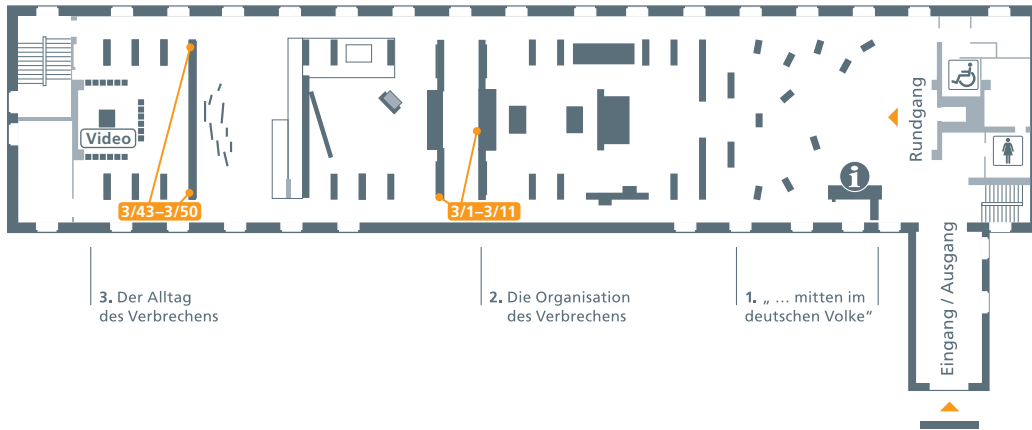 Video
3/43–3/50
3/1–3/11
Rundgang
i
3. Der Alltag
des Verbrechens
2. Die Organisation
des Verbrechens
1. „ … mitten im
deutschen Volke“
Eingang / Ausgang